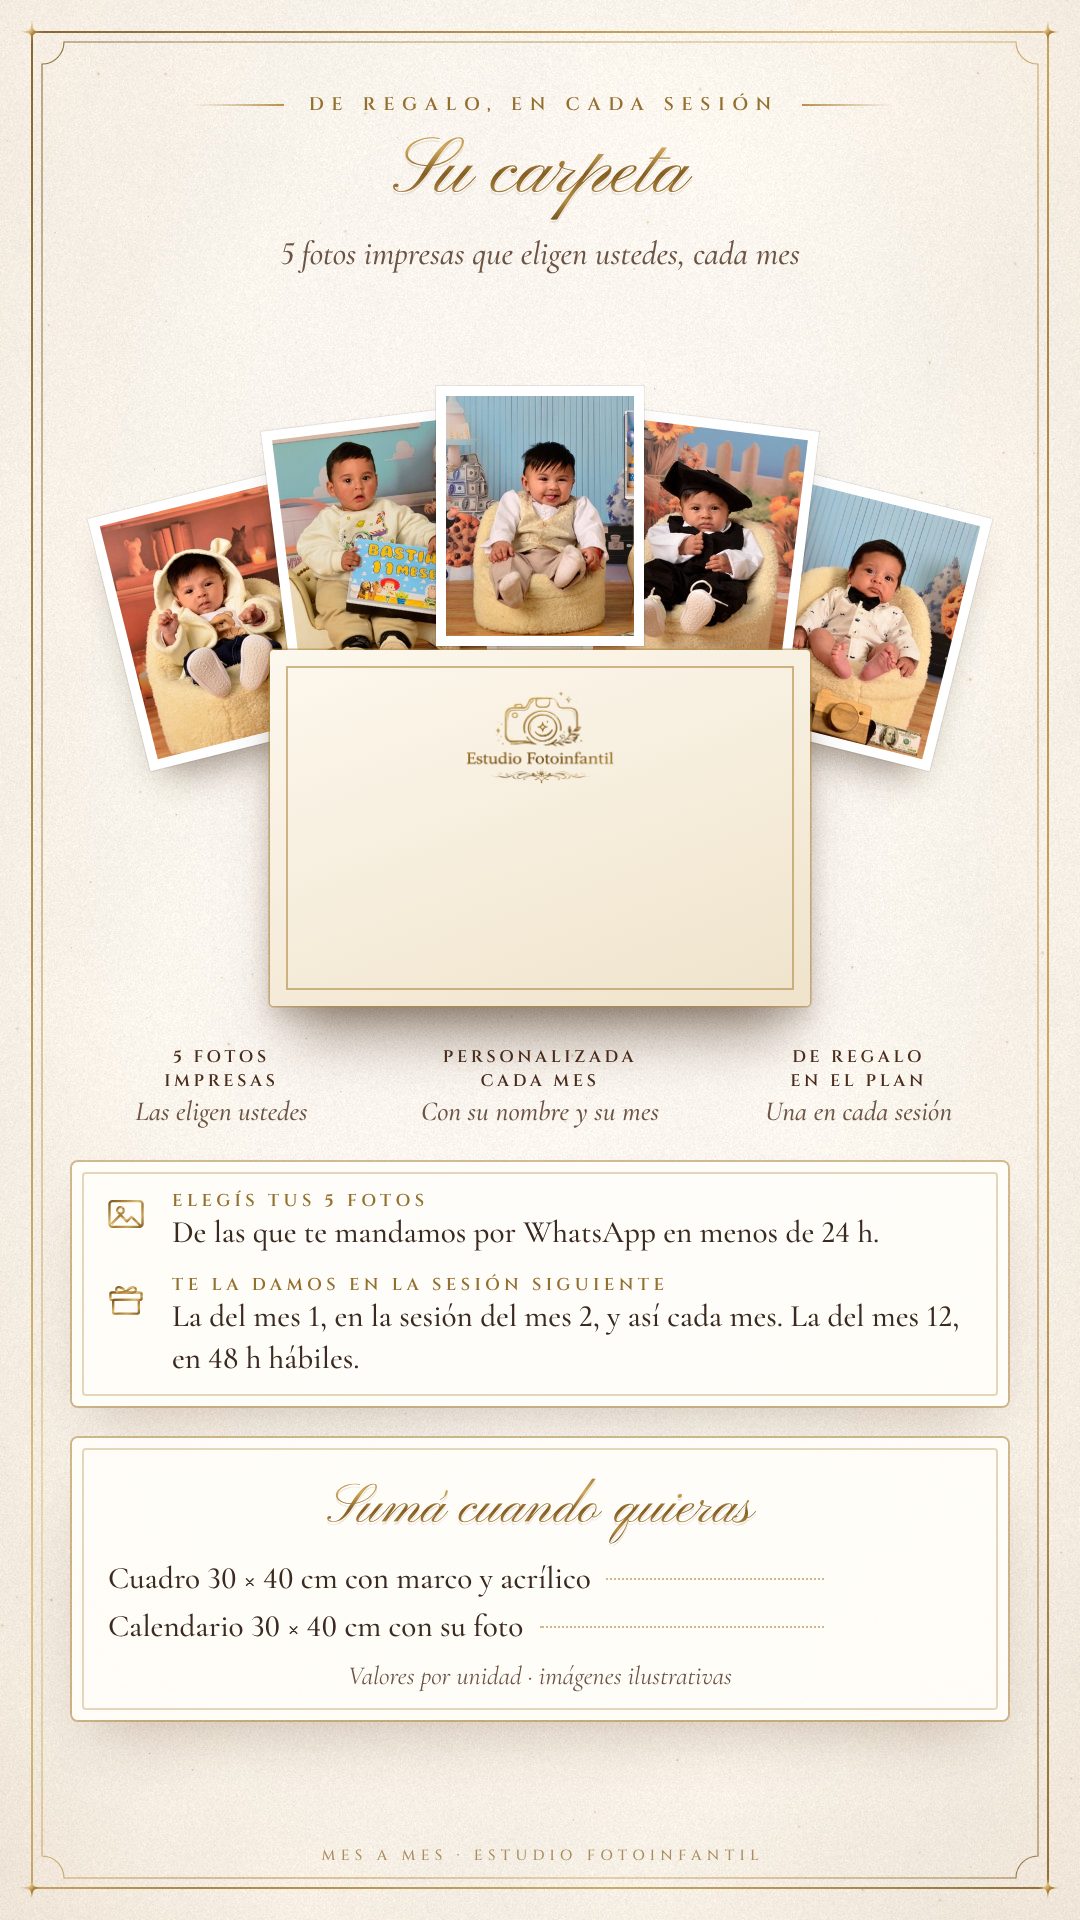 DE REGALO, EN CADA SESIÓN
Su carpeta
5 fotos impresas que eligen ustedes, cada mes
11 MESE
Estudio Fotoinfantil
5 FOTOS
IMPRESAS
Las eligen ustedes
PERSONALIZADA
CADA MES
Con su nombre y su mes
DE REGALO
EN EL PLAN
Una en cada sesión
ELEGÍS TUS 5 FOTOS
De las que te mandamos por WhatsApp en menos de 24 h.
TE LA DAMOS EN LA SESIÓN SIGUIENTE
La del mes 1, en la sesión del mes 2, y así cada mes. La del mes 12,
en 48 h hábiles.
Sumá cuando quieras
Cuadro 30 × 40 cm con marco y acrílico
Calendario 30 × 40 cm con su foto
Valores por unidad · imágenes ilustrativas
MES A MES · ESTUDIO FOTOINFANTIL